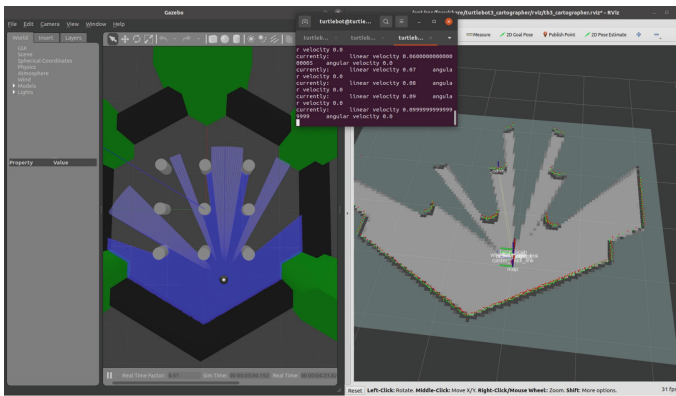 Gazebo
File Edit Camera View Window Help
World Insert Layers
GUI
Scene
Spherical Coordinates
Physics
Atmosphere
Wind
Models
Lights
Property Value
Real Time Factor:
Sim Time:
Real Time:
turtlebot@turtle...
turtleb... turtleb... turtleb...
r velocity 0.0
currently: linear velocity 0.0600000000000
00005 angular velocity 0.0
currently: linear velocity 0.07 angula
r velocity 0.0
currently: linear velocity 0.08 angula
r velocity 0.0
currently: linear velocity 0.09 angula
r velocity 0.0
currently: linear velocity 0.0999999999999
9999 angular velocity 0.0
turtlebot3_cartographer/rviz/tb3_cartographer.rviz* - RViz
Measure 2D Goal Pose Publish Point 2D Pose Estimate
map
Reset Left-Click: Rotate. Middle-Click: Move X/Y. Right-Click/Mouse Wheel: Zoom. Shift: More options. 31 fps